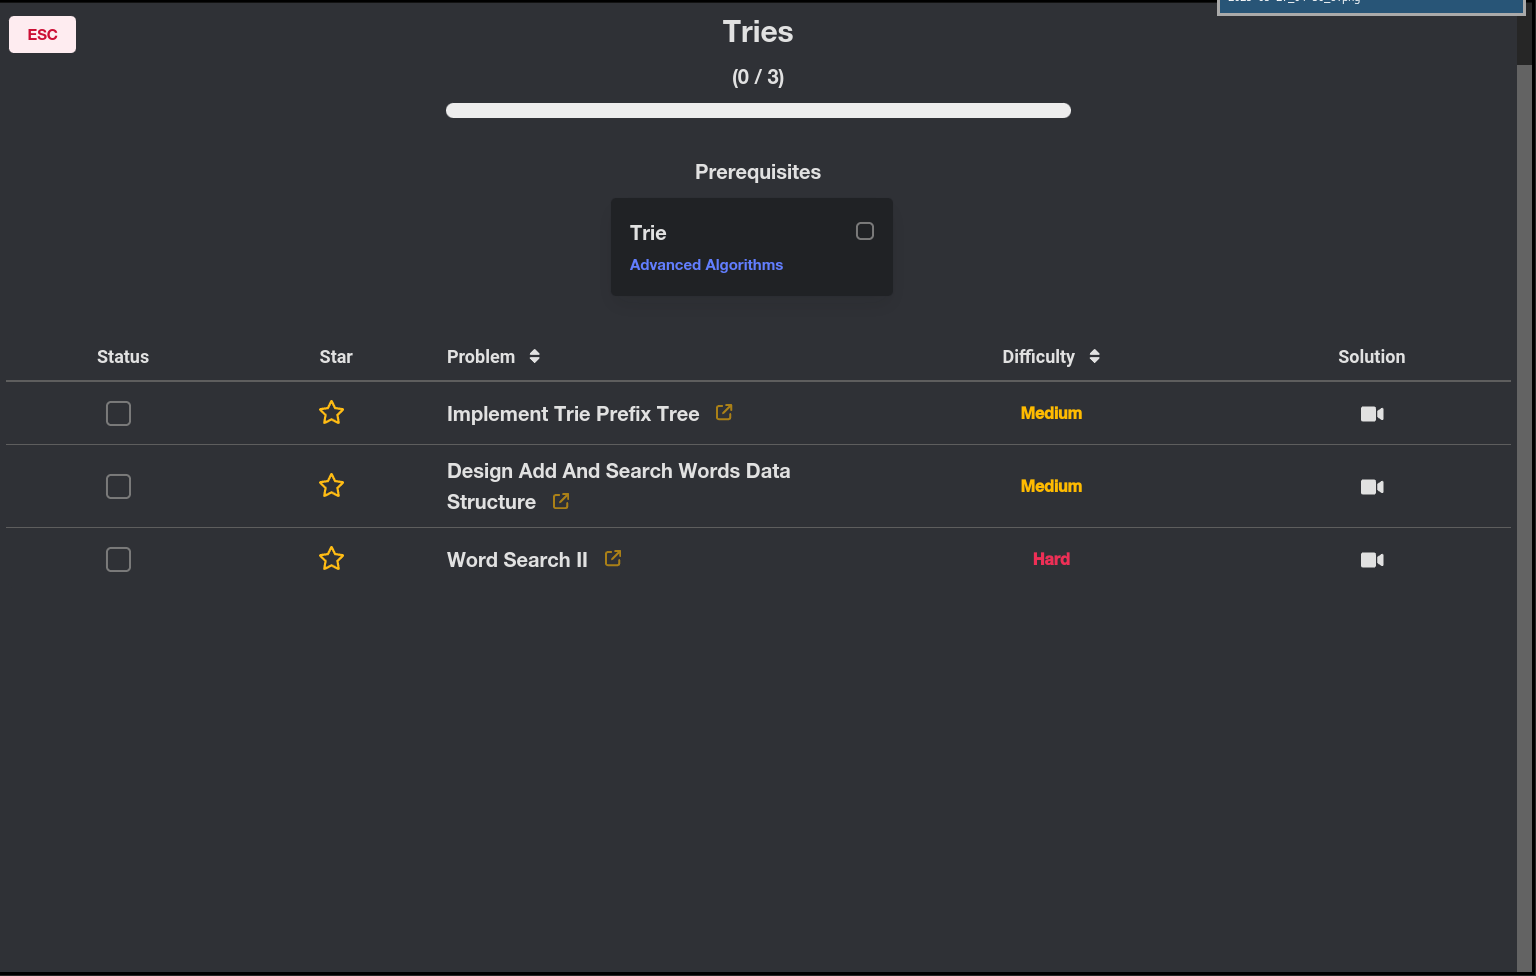 ESC
Tries
(0 / 3)
Prerequisites
Trie
Advanced Algorithms
Status Star Problem Difficulty Solution
Implement Trie Prefix Tree Medium
Design Add And Search Words Data
Structure Medium
Word Search II Hard